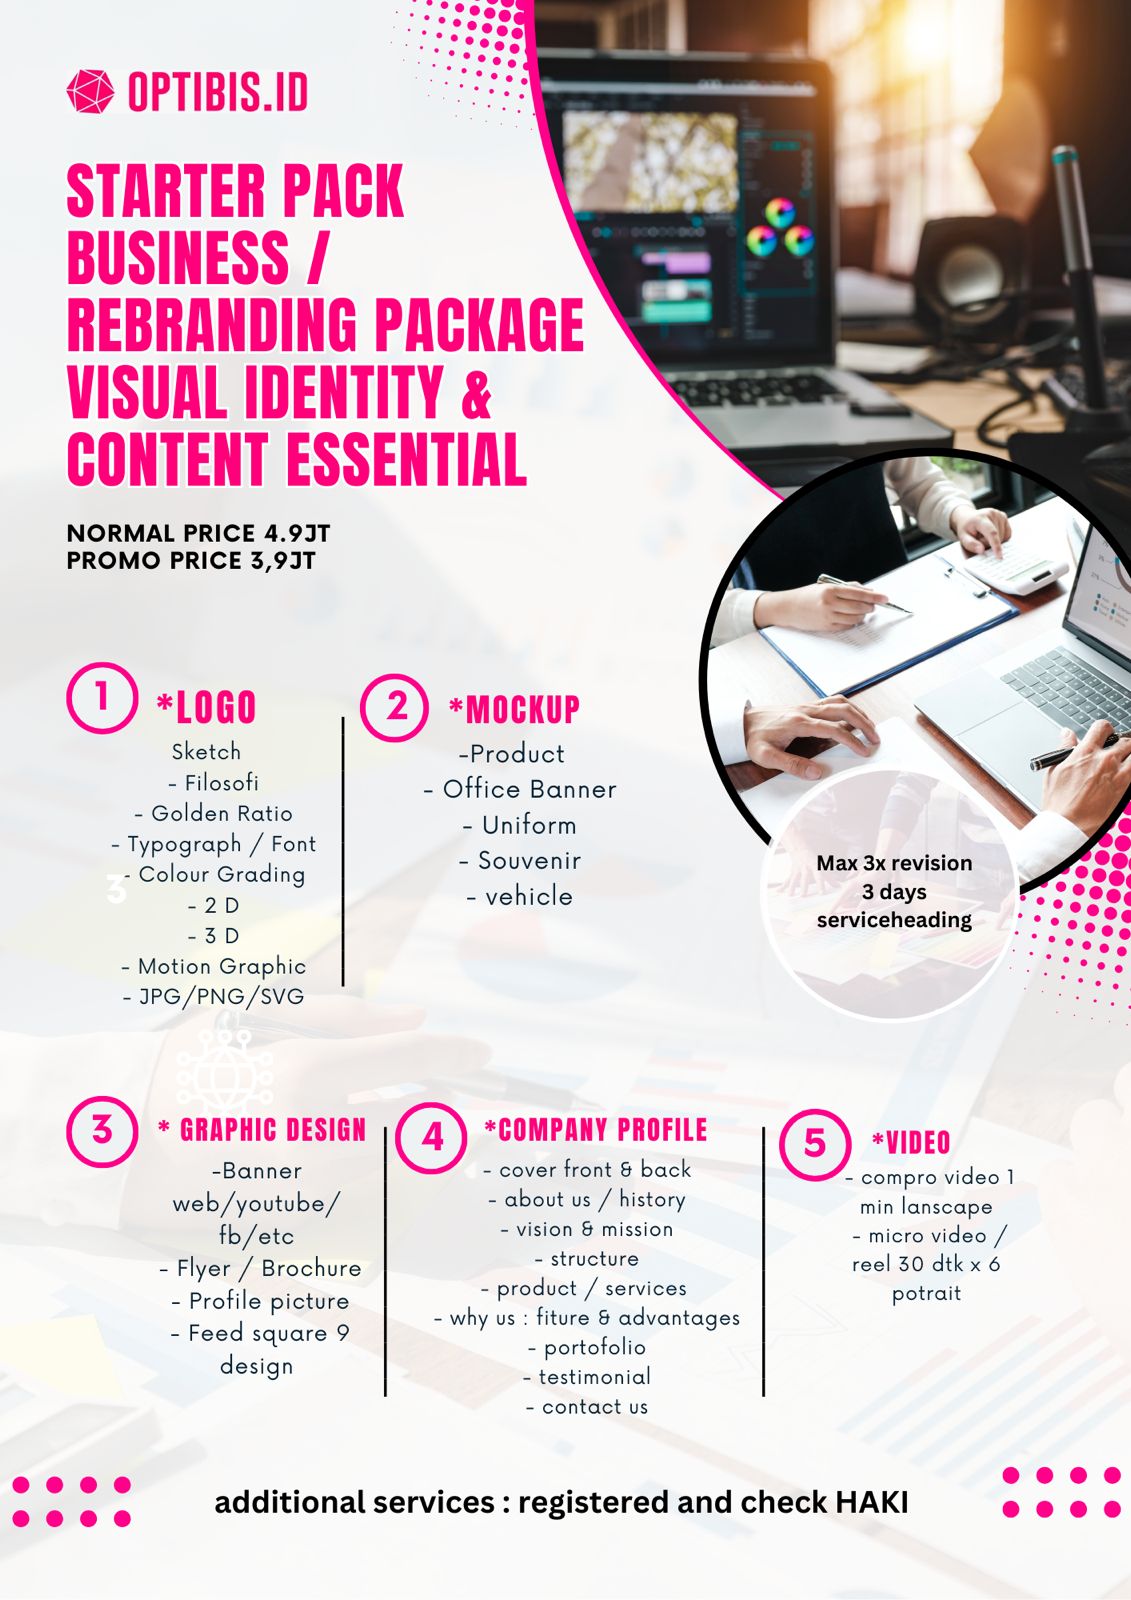 OPTIBIS.ID
STARTER PACK
BUSINESS /
REBRANDING PACKAGE
VISUAL IDENTITY &
CONTENT ESSENTIAL
NORMAL PRICE 4.9JT
PROMO PRICE 3,9JT
1
*LOGO
Sketch
- Filosofi
- Golden Ratio
- Typograph / Font
- Colour Grading
- 2 D
- 3 D
- Motion Graphic
- JPG/PNG/SVG
3
2
*MOCKUP
-Product
- Office Banner
- Uniform
- Souvenir
- vehicle
Max 3x revision
3 days
serviceheading
3
* GRAPHIC DESIGN
-Banner
web/youtube/
fb/etc
- Flyer / Brochure
- Profile picture
- Feed square 9
design
4
*COMPANY PROFILE
- cover front & back
- about us / history
- vision & mission
- structure
- product / services
- why us : fiture & advantages
- portofolio
- testimonial
- contact us
5
*VIDEO
- compro video 1
min lanscape
- micro video /
reel 30 dtk x 6
potrait
additional services : registered and check HAKI